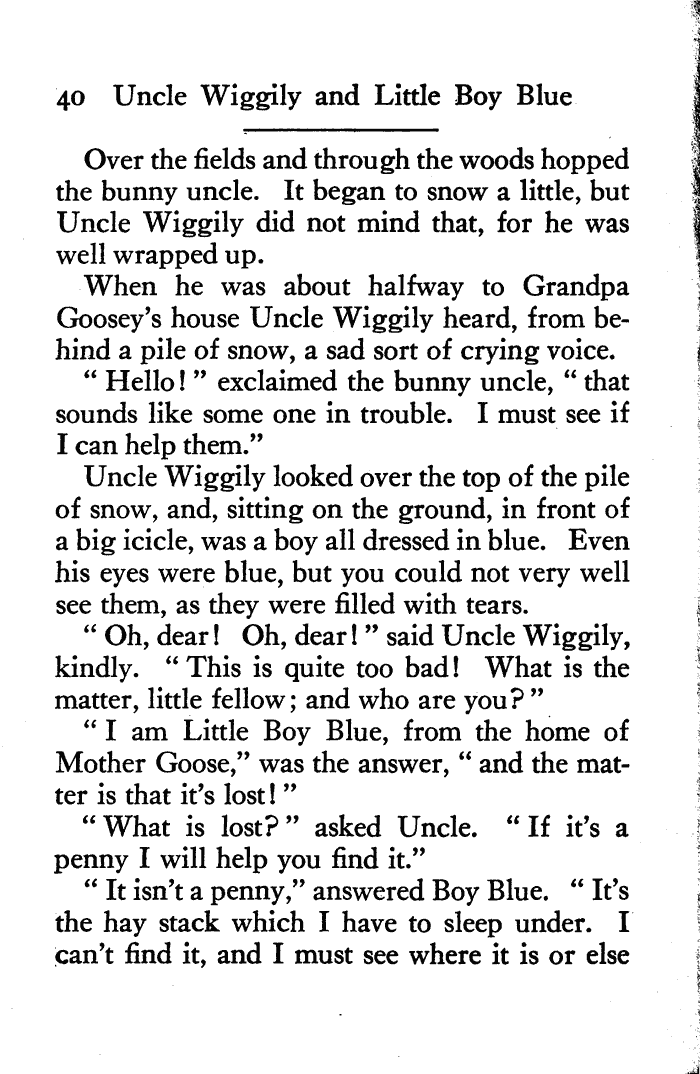 40 Uncle Wiggily and Little Boy Blue
Over the fields and through the woods hopped
the bunny uncle. It began to snow a little, but
Uncle Wiggily did not mind that, for he was
well wrapped up.
When he was about halfway to Grandpa
Goosey's house Uncle Wiggily heard, from be-
hind a pile of snow, a sad sort of crying voice.
" Hello! " exclaimed the bunny uncle, " that
sounds like some one in trouble. I must see if
I can help them."
Uncle Wiggily looked over the top of the pile
of snow, and, sitting on the ground, in front of
a big icicle, was a boy all dressed in blue. Even
his eyes were blue, but you could not very well
see them, as they were filled with tears.
" Oh, dear! Oh, dear! " said Uncle Wiggily,
kindly. " This is quite too bad! What is the
matter, little fellow; and who are you? "
" I am Little Boy Blue, from the home of
Mother Goose," was the answer, " and the mat-
ter is that it's lost! "
" What is lost? " asked Uncle. " If it's a
penny I will help you find it."
" It isn't a penny," answered Boy Blue. " It's
the hay stack which I have to sleep under. I
can't find it, and I must see where it is or else